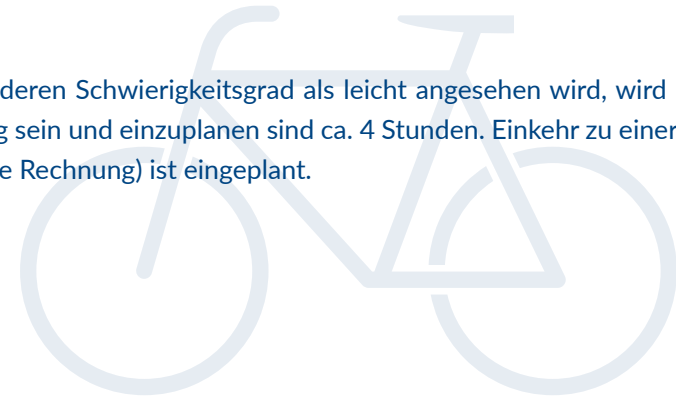 deren Schwierigkeitsgrad als leicht angesehen wird, wird
g sein und einzuplanen sind ca. 4 Stunden. Einkehr zu einer
e Rechnung) ist eingeplant.